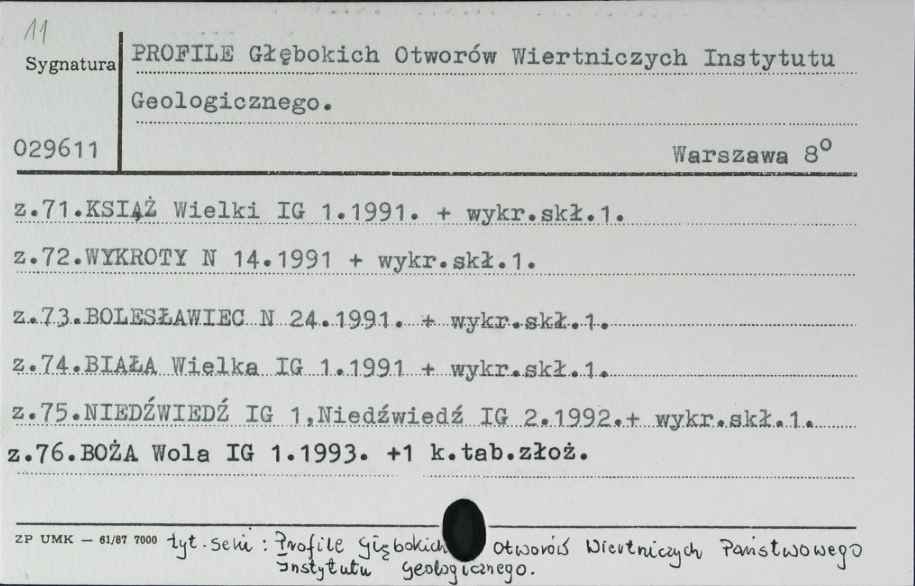 11
Sygnatura
PROFILE Głębokich Otworów Wiertniczych Instytutu
Geologicznego.
029611
Warszawa 8°
z.71.KSIĄŻ Wielki IG 1.1991. + wykr.skł.1.
z.72.WYKROTY N 14.1991 + wykr.skł.1.
z.73.BOLESŁAWIEC N 24.1991. + wykr.skł.1.
z.74.BIAŁA Wielka IG 1.1991 + wykr.skł.1.
z.75.NIEDŹWIEDŹ IG 1,Niedźwiedź IG 2.1992.+ wykr.skł.1.
z.76.BOŻA Wola IG 1.1993. +1 k.tab.złoż.
ZP UMK — 61/87 7000 tyt. serii : Profile Głębokich otworów Wiertniczych Państwowego
Instytutu Geologicznego.